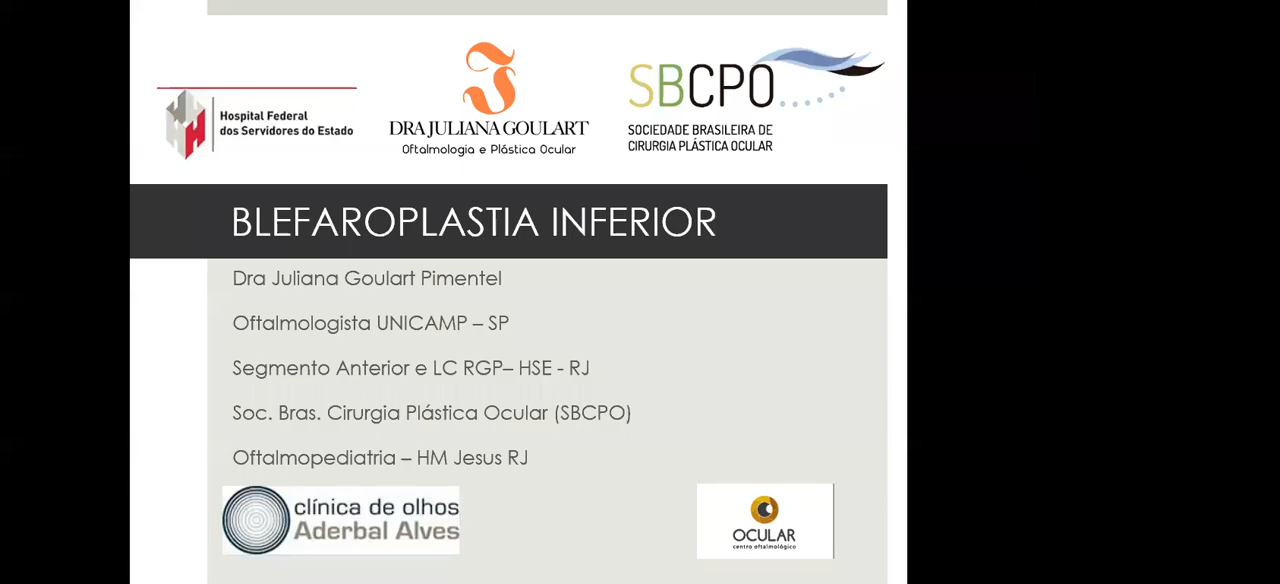 Hospital Federal
dos Servidores do Estado
DRA JULIANA GOULART
Oftalmologia e Plástica Ocular
SBCPO
SOCIEDADE BRASILEIRA DE
CIRURGIA PLÁSTICA OCULAR
BLEFAROPLASTIA INFERIOR
Dra Juliana Goulart Pimentel
Oftalmologista UNICAMP – SP
Segmento Anterior e LC RGP– HSE - RJ
Soc. Bras. Cirurgia Plástica Ocular (SBCPO)
Oftalmopediatria – HM Jesus RJ
clínica de olhos
Aderbal Alves
OCULAR
centro oftalmológico